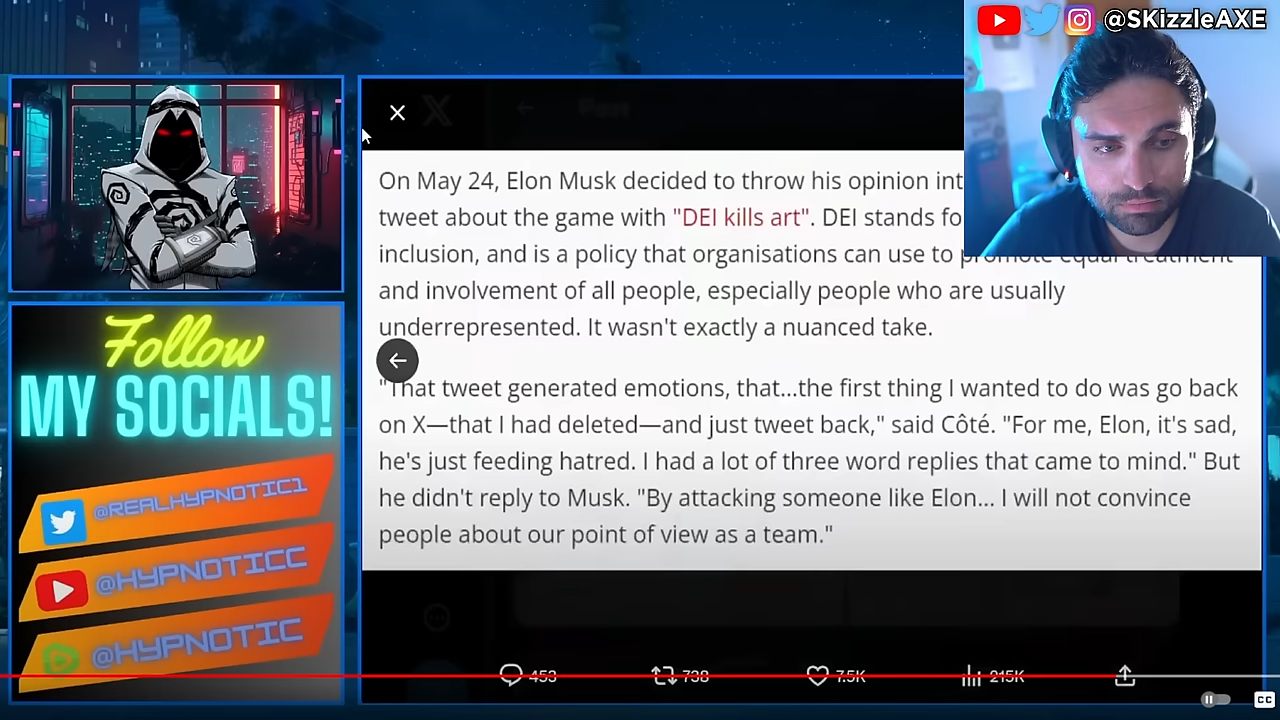 @SKizzleAXE
X
Post
On May 24, Elon Musk decided to throw his opinion int
tweet about the game with "DEI kills art". DEI stands fo
inclusion, and is a policy that organisations can use to promote equal treatment
and involvement of all people, especially people who are usually
underrepresented. It wasn't exactly a nuanced take.
"That tweet generated emotions, that...the first thing I wanted to do was go back
on X—that I had deleted—and just tweet back," said Côté. "For me, Elon, it's sad,
he's just feeding hatred. I had a lot of three word replies that came to mind." But
he didn't reply to Musk. "By attacking someone like Elon... I will not convince
people about our point of view as a team."
453 738 7.5K 215K
Follow
MY SOCIALS!
@REALHYPNOTIC1
@HYPNOTICC
@HYPNOTIC
CC